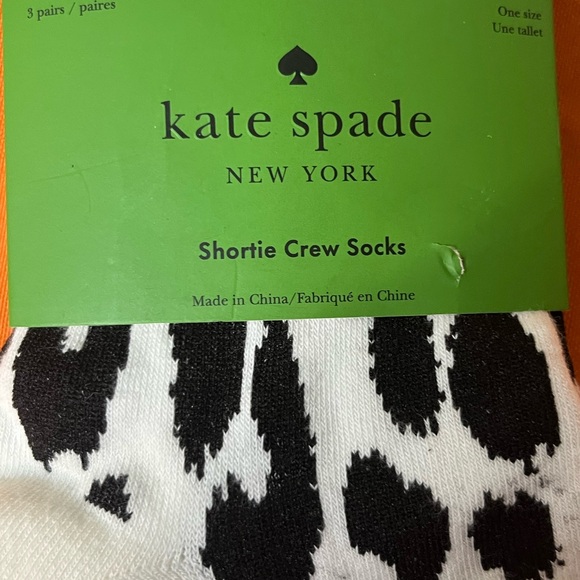 3 pairs / paires
One size
Une tallet
kate spade
NEW YORK
Shortie Crew Socks
Made in China/Fabriqué en Chine